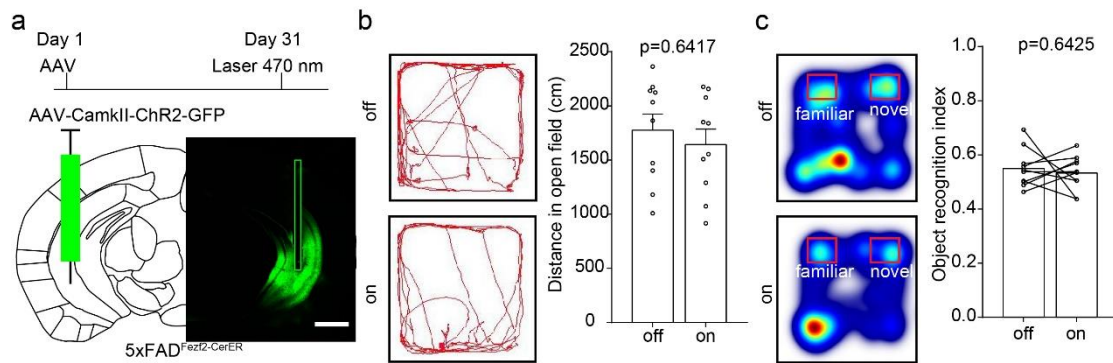 a
Day 1
Day 31
AAV
Laser 470 nm
AAV-CamkII-ChR2-GFP
5xFAD^Fezf2-CerER
b
off
on
Distance in open field (cm)
2500
2000
1500
1000
500
0
p=0.6417
off
on
c
off
familiar
novel
on
familiar
novel
Object recognition index
1.0
0.8
0.6
0.4
0.2
0.0
p=0.6425
off
on